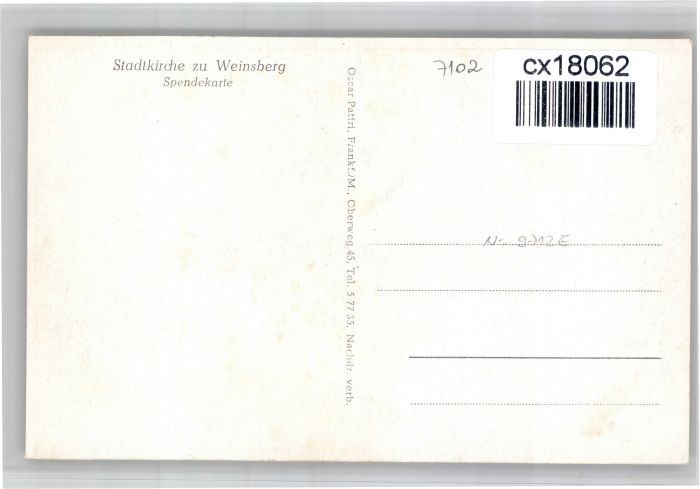 Stadtkirche zu Weinsberg
Spendekarte
Oscar Pattri, Frankf./M., Oberweg 45, Tel. 5 77 35. Nachdr. verb.
7102
cx18062